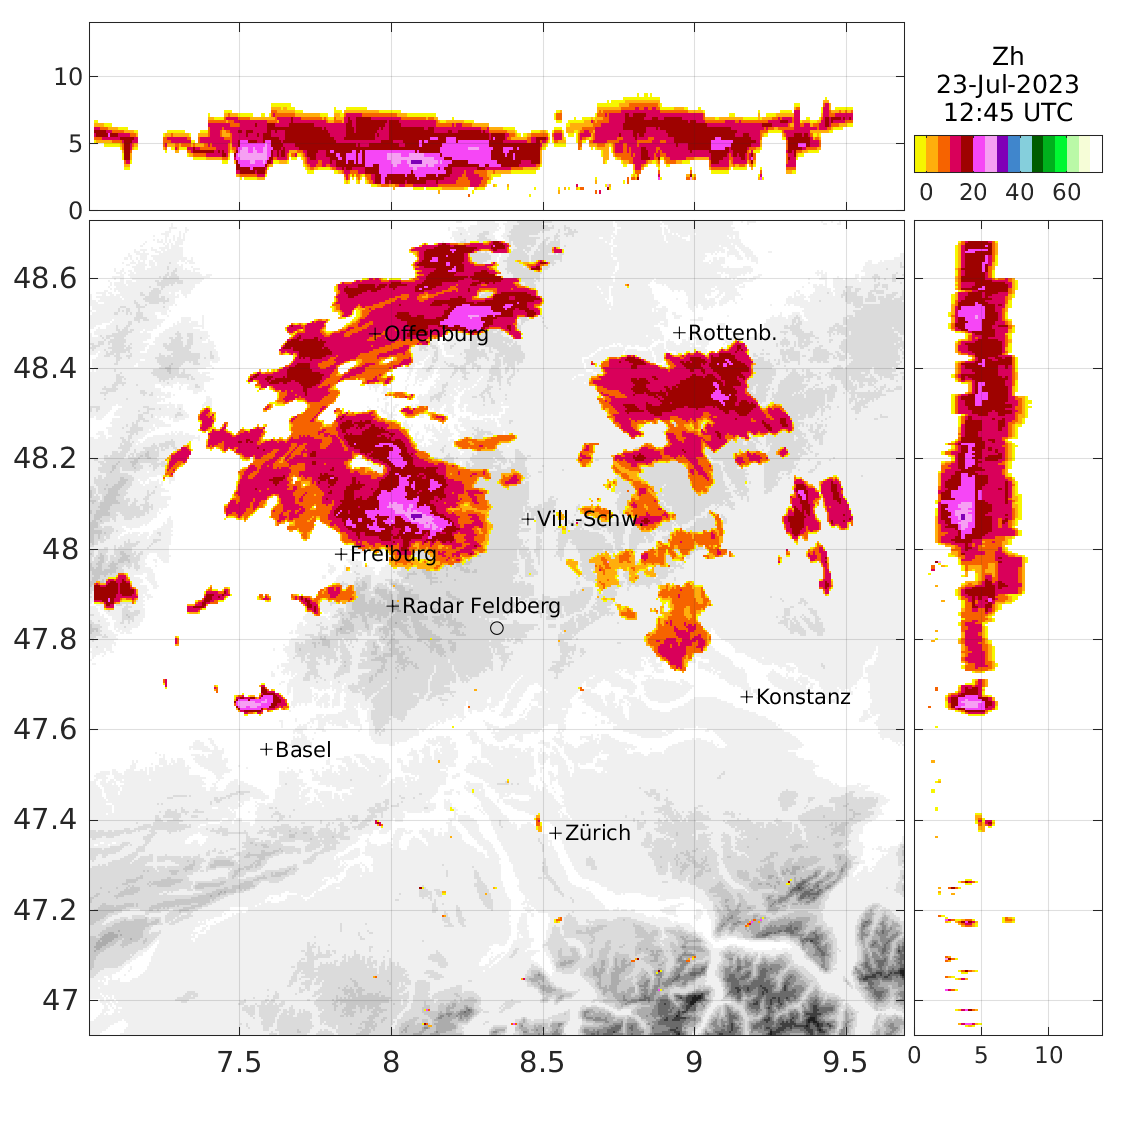 10
5
0
Zh
23-Jul-2023
12:45 UTC
0 20 40 60
48.6
48.4
48.2
48
47.8
47.6
47.4
47.2
47
Offenburg
Rottenb.
Vill.-Schw.
Freiburg
Radar Feldberg
Konstanz
Basel
Zürich
7.5 8 8.5 9 9.5
0 5 10